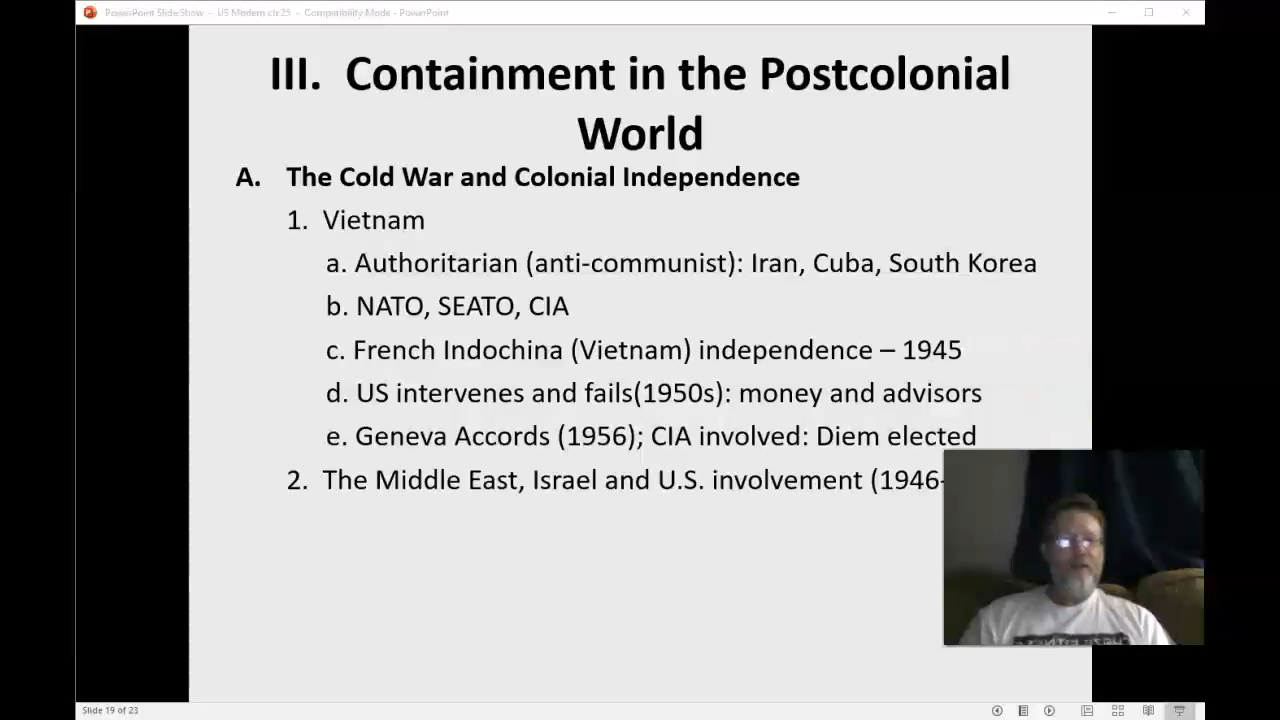 PowerPoint Slide Show - US Modern ch 25 - Compatibility Mode - PowerPoint
III. Containment in the Postcolonial
World
A. The Cold War and Colonial Independence
1. Vietnam
a. Authoritarian (anti-communist): Iran, Cuba, South Korea
b. NATO, SEATO, CIA
c. French Indochina (Vietnam) independence – 1945
d. US intervenes and fails(1950s): money and advisors
e. Geneva Accords (1956); CIA involved: Diem elected
2. The Middle East, Israel and U.S. involvement (1946-
Slide 19 of 23